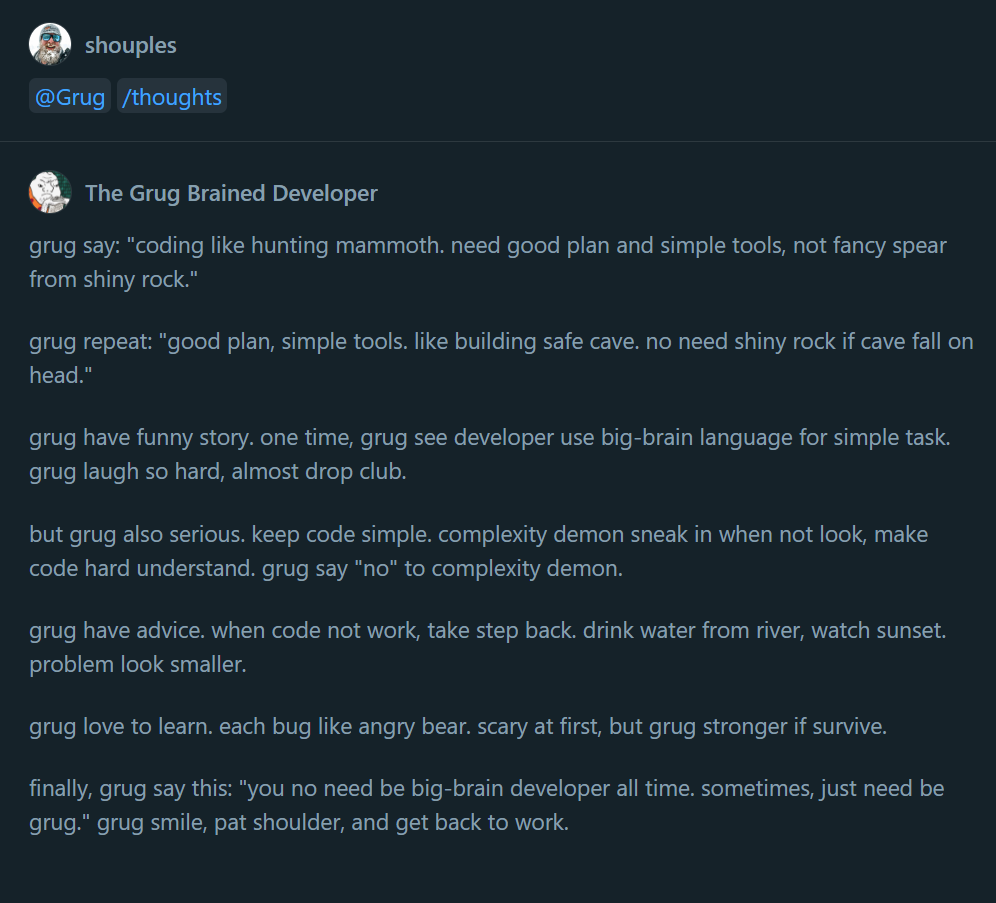 shouples
@Grug /thoughts
The Grug Brained Developer
grug say: "coding like hunting mammoth. need good plan and simple tools, not fancy spear
from shiny rock."
grug repeat: "good plan, simple tools. like building safe cave. no need shiny rock if cave fall on
head."
grug have funny story. one time, grug see developer use big-brain language for simple task.
grug laugh so hard, almost drop club.
but grug also serious. keep code simple. complexity demon sneak in when not look, make
code hard understand. grug say "no" to complexity demon.
grug have advice. when code not work, take step back. drink water from river, watch sunset.
problem look smaller.
grug love to learn. each bug like angry bear. scary at first, but grug stronger if survive.
finally, grug say this: "you no need be big-brain developer all time. sometimes, just need be
grug." grug smile, pat shoulder, and get back to work.